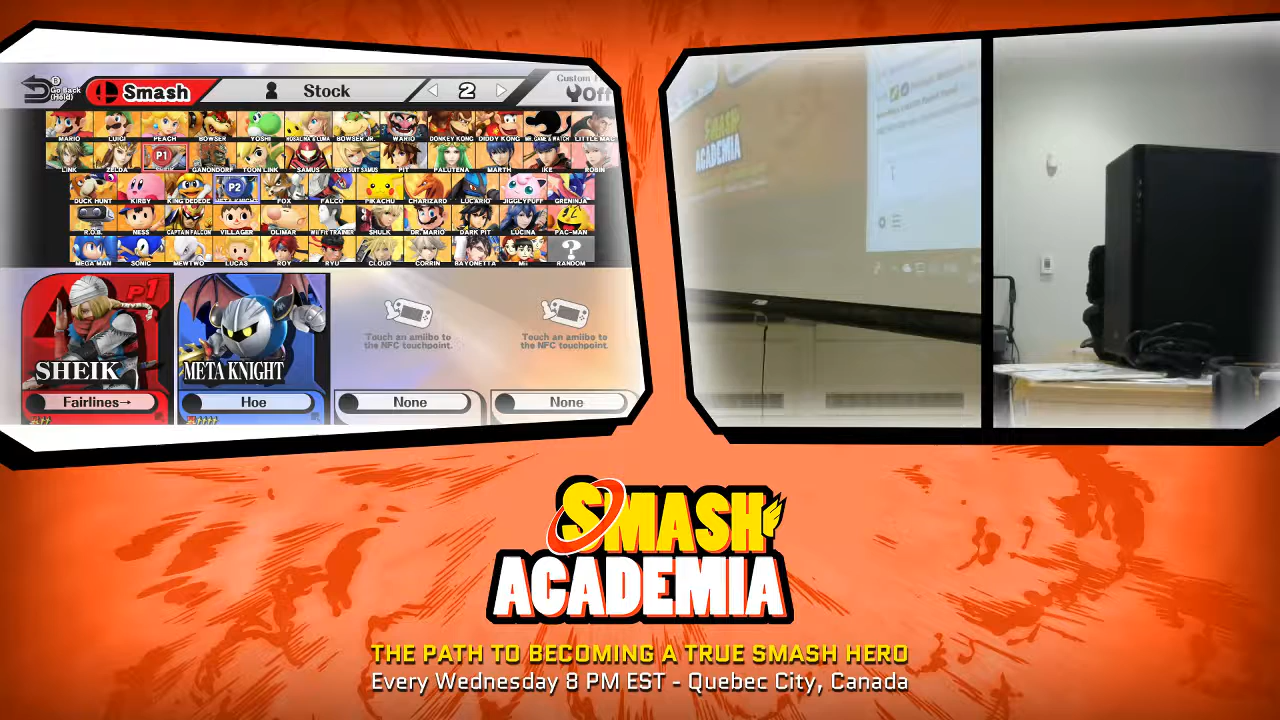 Go Back
(Hold)
Smash
Stock
2
Custom
Off
MARIO
LUIGI
PEACH
BOWSER
YOSHI
ROSALINA & LUMA
BOWSER JR.
WARIO
DONKEY KONG
DIDDY KONG
MR. GAME & WATCH
LITTLE MAC
LINK
ZELDA
P1
SHEIK
GANONDORF
TOON LINK
SAMUS
ZERO SUIT SAMUS
PIT
PALUTENA
MARTH
IKE
ROBIN
DUCK HUNT
KIRBY
KING DEDEDE
P2
META KNIGHT
FOX
FALCO
PIKACHU
CHARIZARD
LUCARIO
JIGGLYPUFF
GRENINJA
R.O.B.
NESS
CAPTAIN FALCON
VILLAGER
OLIMAR
Wii FIT TRAINER
SHULK
DR. MARIO
DARK PIT
LUCINA
PAC-MAN
MEGA MAN
SONIC
MEWTWO
LUCAS
ROY
RYU
CLOUD
CORRIN
BAYONETTA
Mii
?
RANDOM
P1
SHEIK
META KNIGHT
Touch an amiibo to
the NFC touchpoint.
Touch an amiibo to
the NFC touchpoint.
Fairlines→
Hoe
None
None
SMASH
ACADEMIA
SMASH
ACADEMIA
THE PATH TO BECOMING A TRUE SMASH HERO
Every Wednesday 8 PM EST - Quebec City, Canada